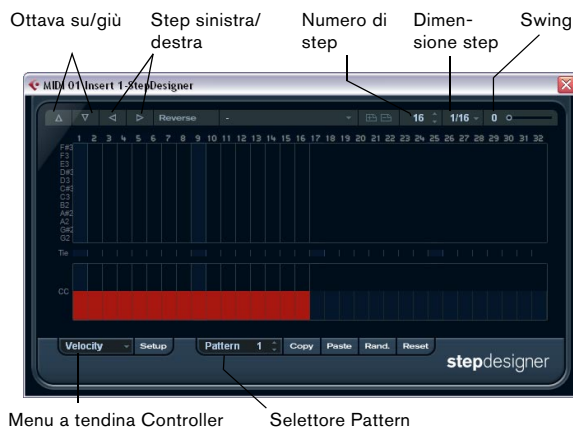 Ottava su/giù
Step sinistra/
destra
Numero di
step
Dimen-
sione step
Swing
MIDI 01 Insert 1-StepDesigner
Reverse - 16 1/16 0
1 2 3 4 5 6 7 8 9 10 11 12 13 14 15 16 17 18 19 20 21 22 23 24 25 26 27 28 29 30 31 32
F#3
F3
E3
D#3
D3
C#3
C3
B2
A#2
A2
G#2
G2
Tie
CC
Velocity Setup Pattern 1 Copy Paste Rand. Reset
stepdesigner
Menu a tendina Controller
Selettore Pattern